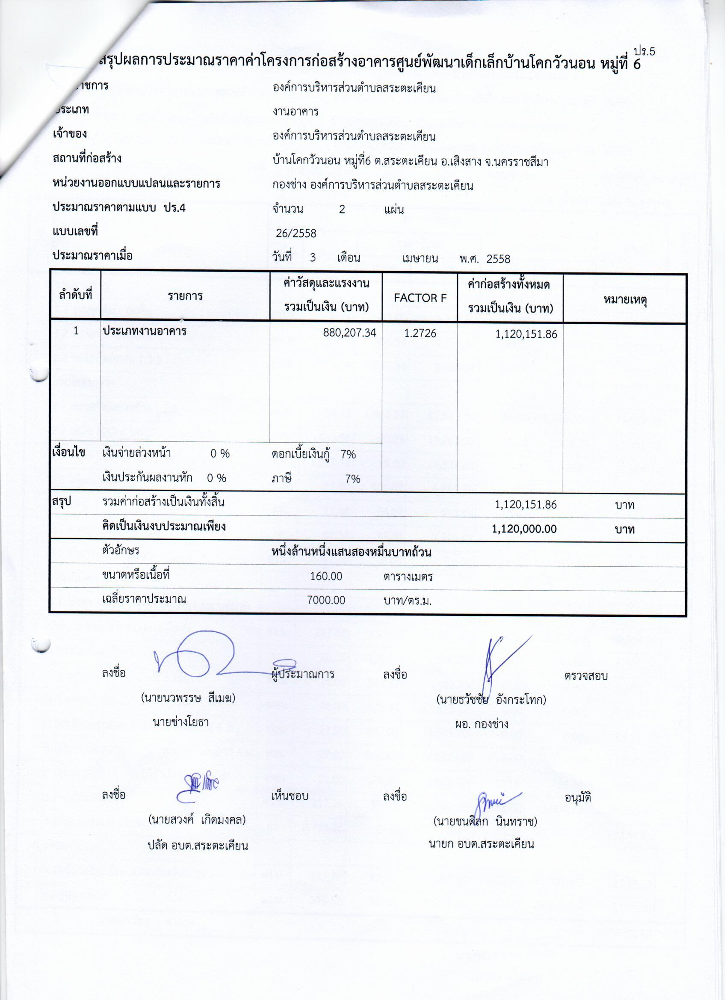 ปร.5
สรุปผลการประมาณราคาค่าโครงการก่อสร้างอาคารศูนย์พัฒนาเด็กเล็กบ้านโคกวัวนอน หมู่ที่ 6
องค์การบริหารส่วนตำบลสระตะเคียน
ประเภท งานอาคาร
เจ้าของ องค์การบริหารส่วนตำบลสระตะเคียน
สถานที่ก่อสร้าง บ้านโคกวัวนอน หมู่ที่6 ต.สระตะเคียน อ.เสิงสาง จ.นครราชสีมา
หน่วยงานออกแบบแปลนและรายการ กองช่าง องค์การบริหารส่วนตำบลสระตะเคียน
ประมาณราคาตามแบบ ปร.4 จำนวน 2 แผ่น
แบบเลขที่ 26/2558
ประมาณราคาเมื่อ วันที่ 3 เดือน เมษายน พ.ศ. 2558
ลำดับที่ รายการ ค่าวัสดุและแรงงาน รวมเป็นเงิน (บาท) FACTOR F ค่าก่อสร้างทั้งหมด รวมเป็นเงิน (บาท) หมายเหตุ
1 ประเภทงานอาคาร 880,207.34 1.2726 1,120,151.86
เงื่อนไข เงินจ่ายล่วงหน้า 0 % ดอกเบี้ยเงินกู้ 7%
เงินประกันผลงานหัก 0 % ภาษี 7%
สรุป รวมค่าก่อสร้างเป็นเงินทั้งสิ้น 1,120,151.86 บาท
คิดเป็นเงินงบประมาณเพียง 1,120,000.00 บาท
ตัวอักษร หนึ่งล้านหนึ่งแสนสองหมื่นบาทถ้วน
ขนาดหรือเนื้อที่ 160.00 ตารางเมตร
เฉลี่ยราคาประมาณ 7000.00 บาท/ตร.ม.
ลงชื่อ ผู้ประมาณการ ลงชื่อ ตรวจสอบ
(นายนวพรรษ สีเมฆ) (นายธวัชชัย อังกระโทก)
นายช่างโยธา ผอ. กองช่าง
ลงชื่อ เห็นชอบ ลงชื่อ อนุมัติ
(นายสวงค์ เกิดมงคล) (นายชนดิลก นินทราช)
ปลัด อบต.สระตะเคียน นายก อบต.สระตะเคียน